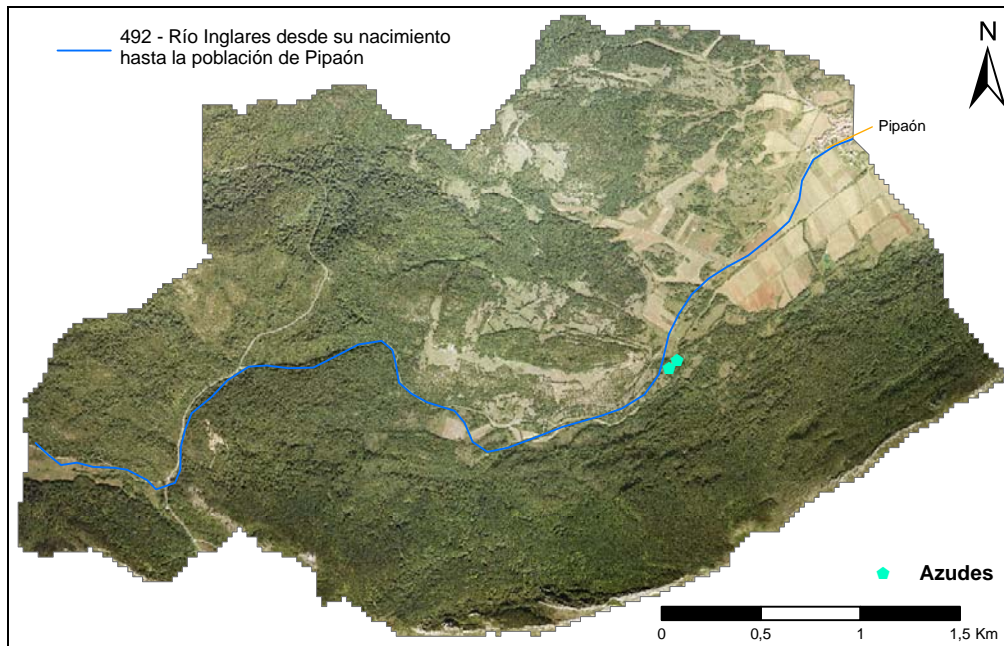 492 - Río Inglares desde su nacimiento
hasta la población de Pipaón
N
Pipaón
Azudes
0 0,5 1 1,5 Km